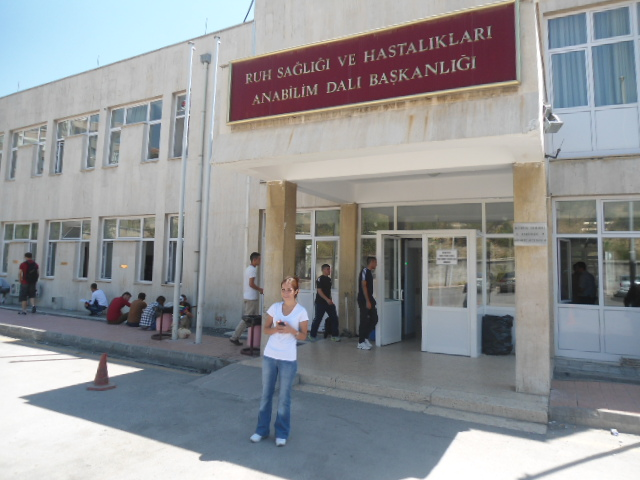 RUH SAĞLIĞI VE HASTALIKLARI
ANABİLİM DALI BAŞKANLIĞI